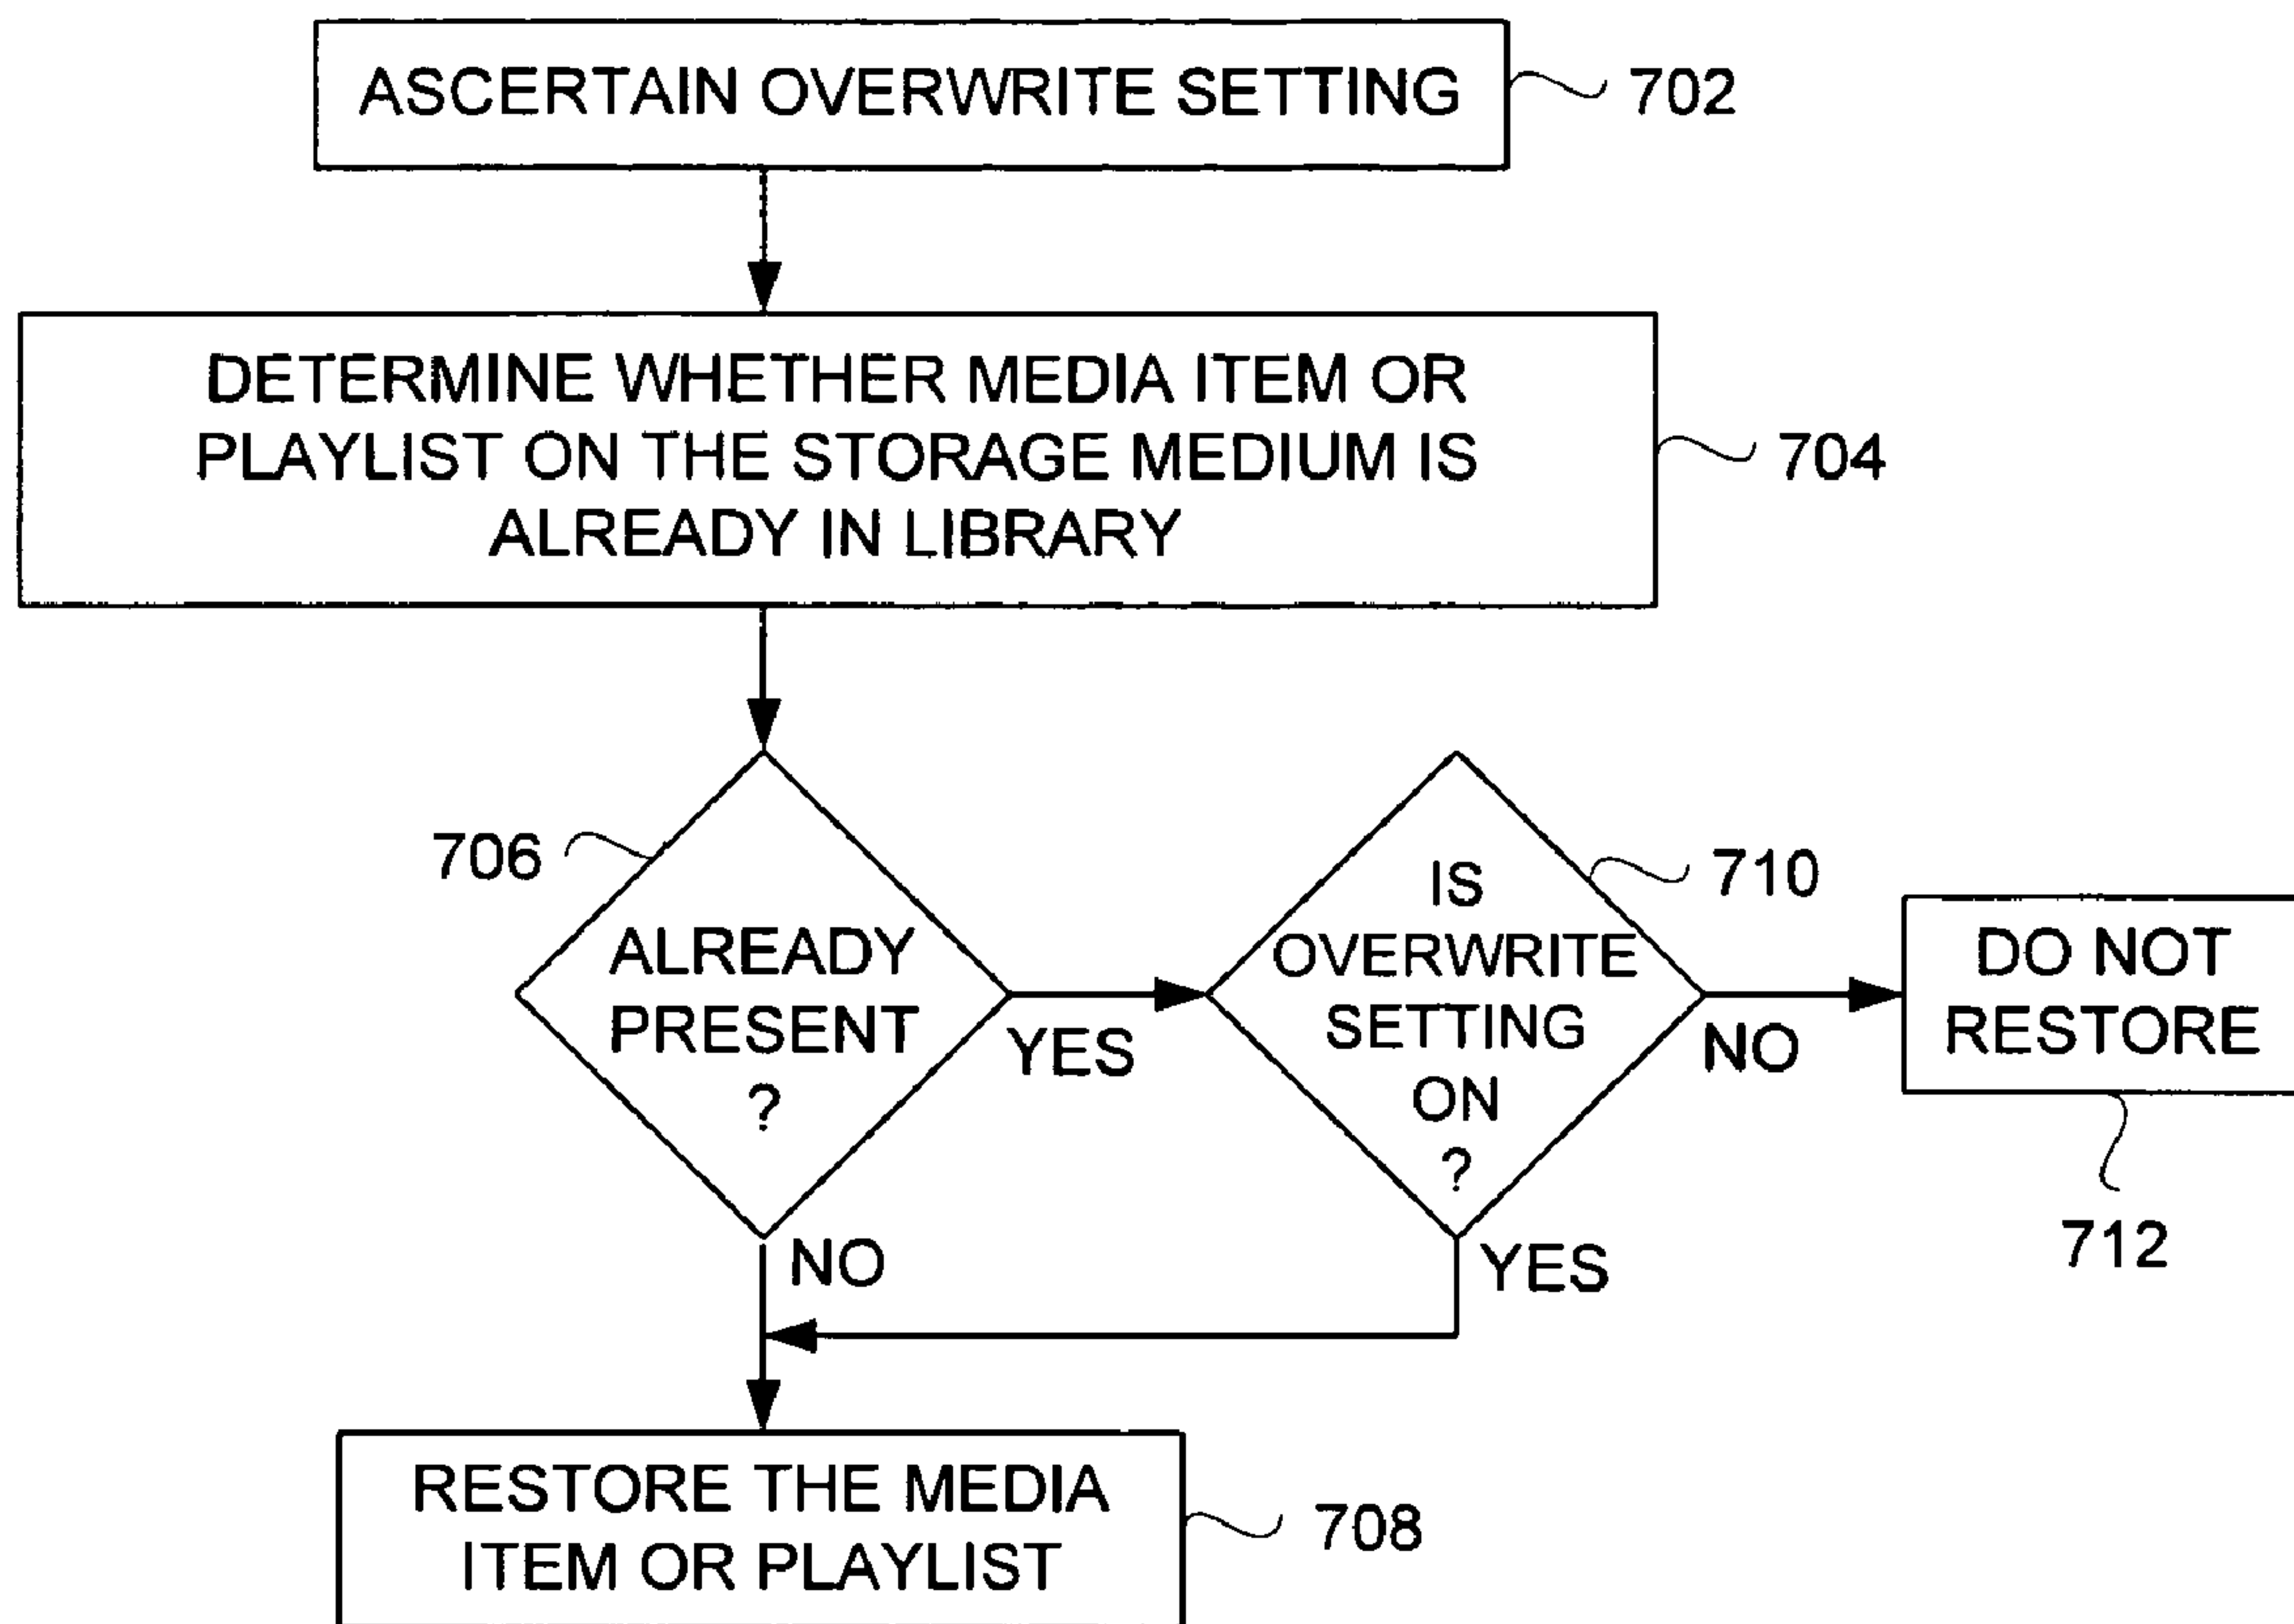 ASCERTAIN OVERWRITE SETTING
702
DETERMINE WHETHER MEDIA ITEM OR
PLAYLIST ON THE STORAGE MEDIUM IS
ALREADY IN LIBRARY
704
706
ALREADY
PRESENT
?
YES
NO
710
IS
OVERWRITE
SETTING
ON
?
NO
YES
DO NOT
RESTORE
712
RESTORE THE MEDIA
ITEM OR PLAYLIST
708